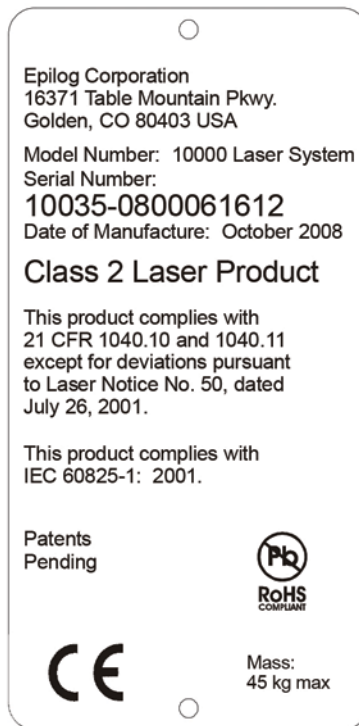 Epilog Corporation
16371 Table Mountain Pkwy.
Golden, CO 80403 USA
Model Number: 10000 Laser System
Serial Number:
10035-0800061612
Date of Manufacture: October 2008
Class 2 Laser Product
This product complies with
21 CFR 1040.10 and 1040.11
except for deviations pursuant
to Laser Notice No. 50, dated
July 26, 2001.
This product complies with
IEC 60825-1: 2001.
Patents
Pending
Pb
RoHS
COMPLIANT
CE
Mass:
45 kg max